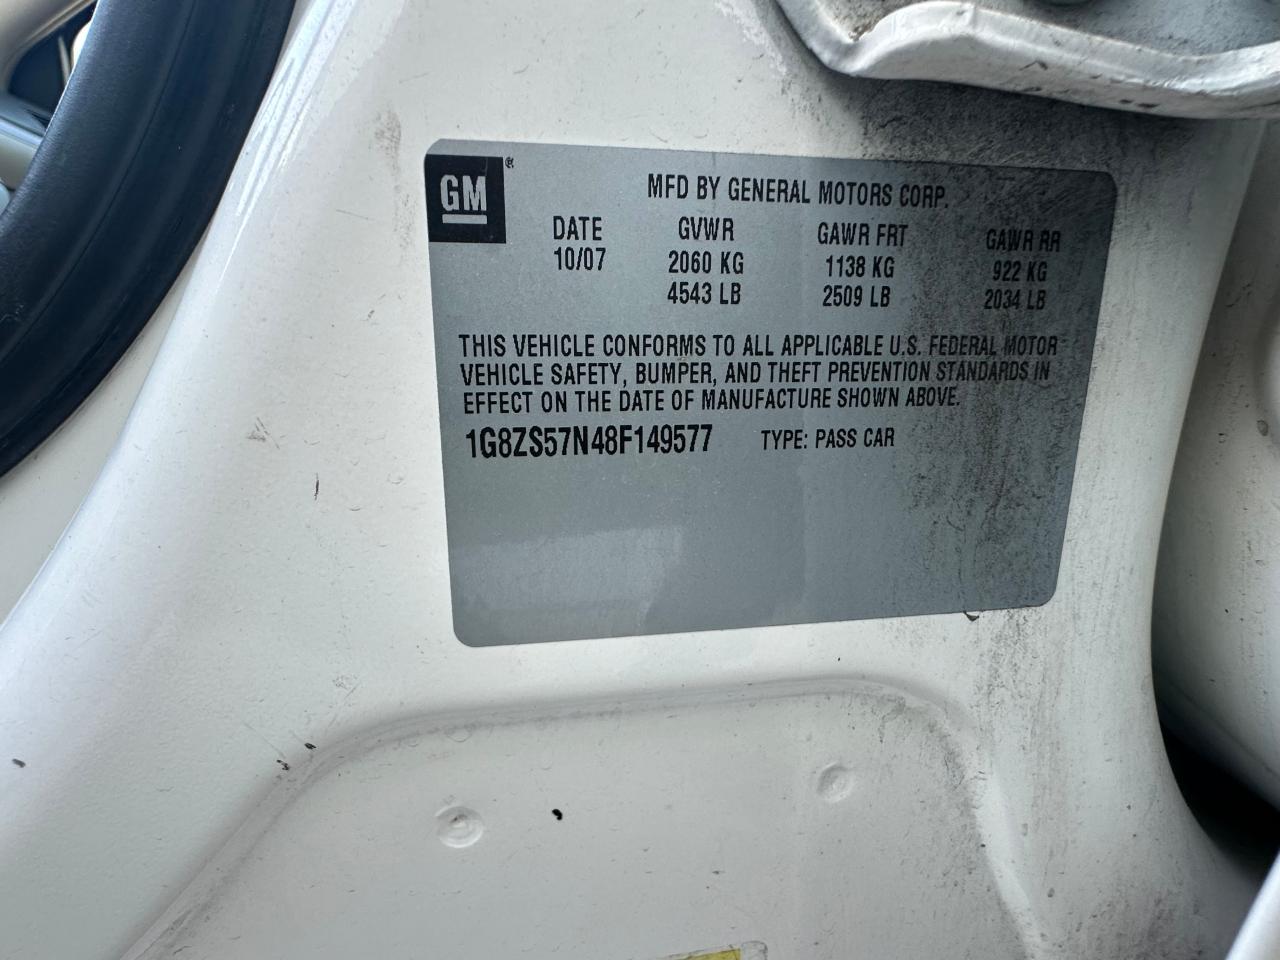 GM®
MFD BY GENERAL MOTORS CORP.
DATE GVWR GAWR FRT GAWR RR
10/07 2060 KG 1138 KG 922 KG
4543 LB 2509 LB 2034 LB
THIS VEHICLE CONFORMS TO ALL APPLICABLE U.S. FEDERAL MOTOR
VEHICLE SAFETY, BUMPER, AND THEFT PREVENTION STANDARDS IN
EFFECT ON THE DATE OF MANUFACTURE SHOWN ABOVE.
1G8ZS57N48F149577 TYPE: PASS CAR